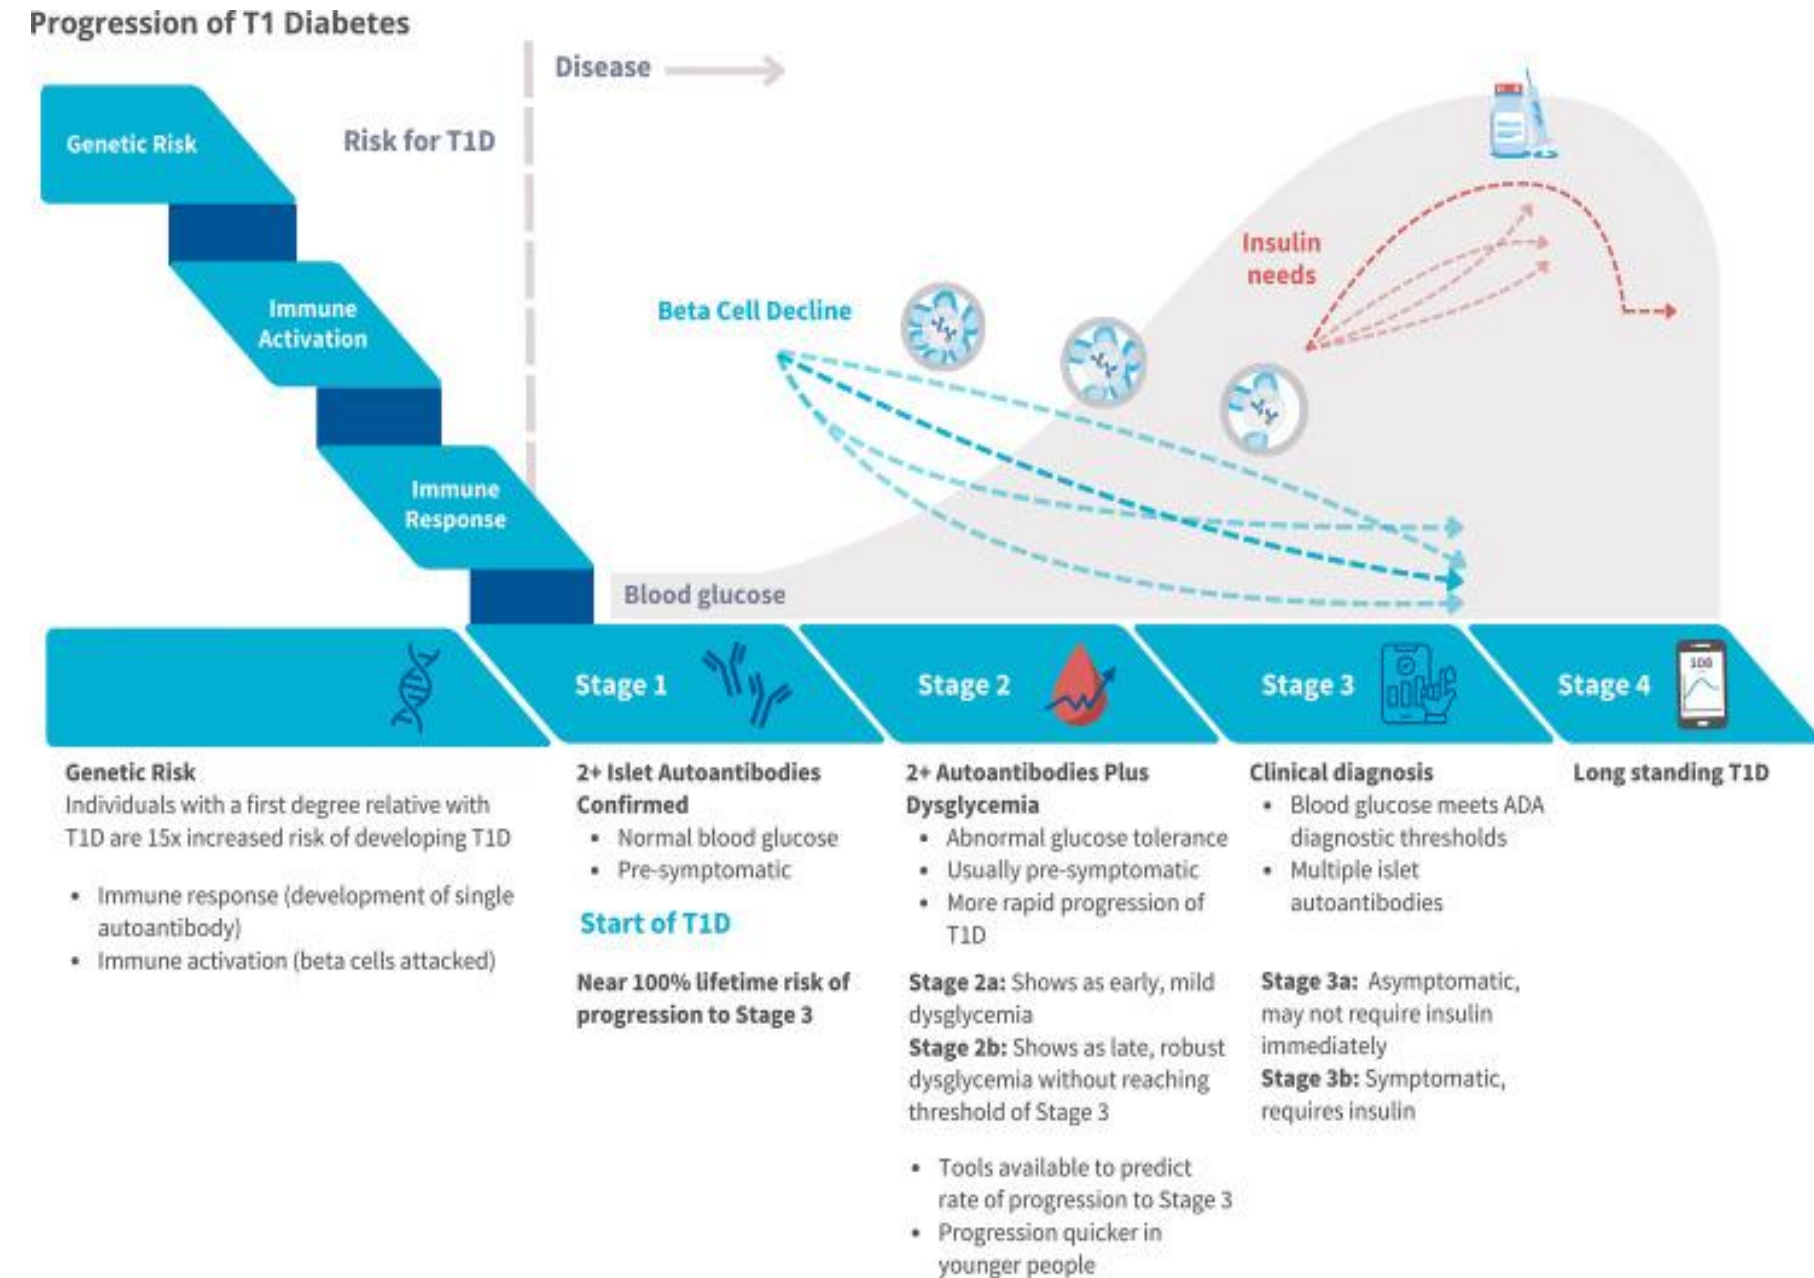 Progression of T1 Diabetes
Disease
Genetic Risk
Risk for T1D
Immune
Activation
Immune
Response
Beta Cell Decline
Insulin
needs
Blood glucose
Stage 1
Stage 2
Stage 3
Stage 4
108
Genetic Risk
Individuals with a first degree relative with
T1D are 15x increased risk of developing T1D
• Immune response (development of single
autoantibody)
• Immune activation (beta cells attacked)
2+ Islet Autoantibodies
Confirmed
• Normal blood glucose
• Pre-symptomatic
Start of T1D
Near 100% lifetime risk of
progression to Stage 3
2+ Autoantibodies Plus
Dysglycemia
• Abnormal glucose tolerance
• Usually pre-symptomatic
• More rapid progression of
T1D
Stage 2a: Shows as early, mild
dysglycemia
Stage 2b: Shows as late, robust
dysglycemia without reaching
threshold of Stage 3
• Tools available to predict
rate of progression to Stage 3
• Progression quicker in
younger people
Clinical diagnosis
• Blood glucose meets ADA
diagnostic thresholds
• Multiple islet
autoantibodies
Stage 3a: Asymptomatic,
may not require insulin
immediately
Stage 3b: Symptomatic,
requires insulin
Long standing T1D